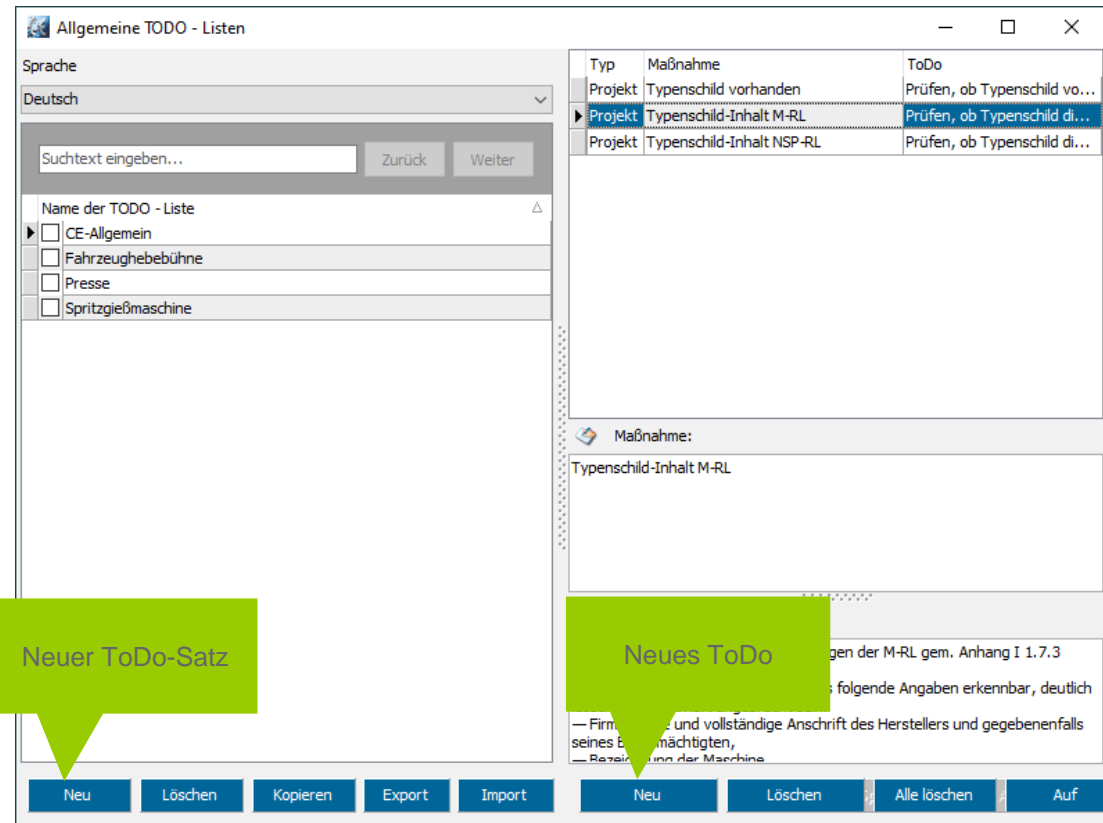 Allgemeine TODO - Listen
Sprache
Deutsch
Suchtext eingeben...
Zurück
Weiter
Name der TODO - Liste
CE-Allgemein
Fahrzeughebebühne
Presse
Spritzgießmaschine
Neuer ToDo-Satz
Neu
Löschen
Kopieren
Export
Import
Typ Maßnahme ToDo
Projekt Typenschild vorhanden Prüfen, ob Typenschild vo...
Projekt Typenschild-Inhalt M-RL Prüfen, ob Typenschild di...
Projekt Typenschild-Inhalt NSP-RL Prüfen, ob Typenschild di...
Maßnahme:
Typenschild-Inhalt M-RL
Neues ToDo
der M-RL gem. Anhang I 1.7.3
folgende Angaben erkennbar, deutlich
— und vollständige Anschrift des Herstellers und gegebenenfalls
seines
— der Maschine
Neu
Löschen
Alle löschen
Auf